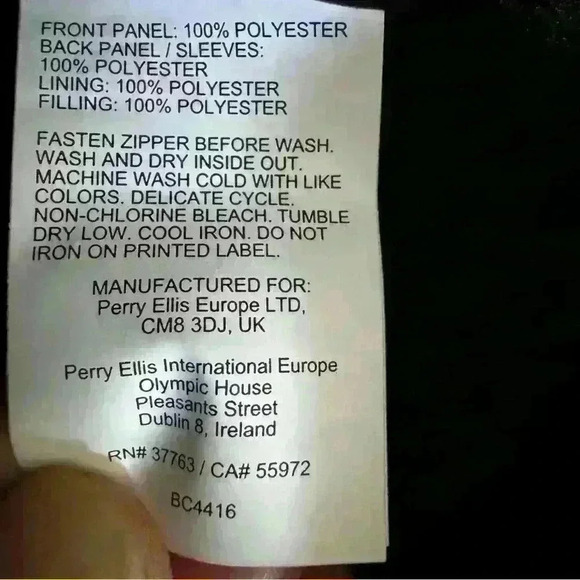 FRONT PANEL: 100% POLYESTER
BACK PANEL / SLEEVES:
100% POLYESTER
LINING: 100% POLYESTER
FILLING: 100% POLYESTER
FASTEN ZIPPER BEFORE WASH.
WASH AND DRY INSIDE OUT.
MACHINE WASH COLD WITH LIKE
COLORS. DELICATE CYCLE.
NON-CHLORINE BLEACH. TUMBLE
DRY LOW. COOL IRON. DO NOT
IRON ON PRINTED LABEL.
MANUFACTURED FOR:
Perry Ellis Europe LTD,
CM8 3DJ, UK
Perry Ellis International Europe
Olympic House
Pleasants Street
Dublin 8, Ireland
RN# 37763 / CA# 55972
BC4416